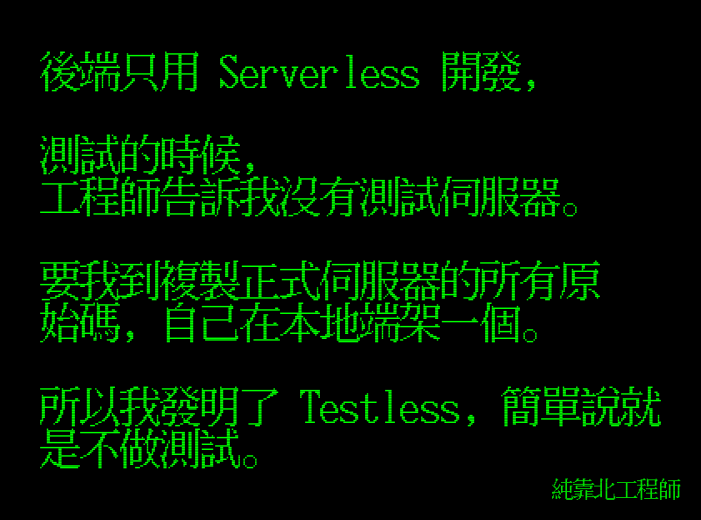 後端只用 Serverless 開發，
測試的時候，
工程師告訴我沒有測試伺服器。
要我到複製正式伺服器的所有原
始碼，自己在本地端架一個。
所以我發明了 Testless，簡單說就
是不做測試。
純靠北工程師